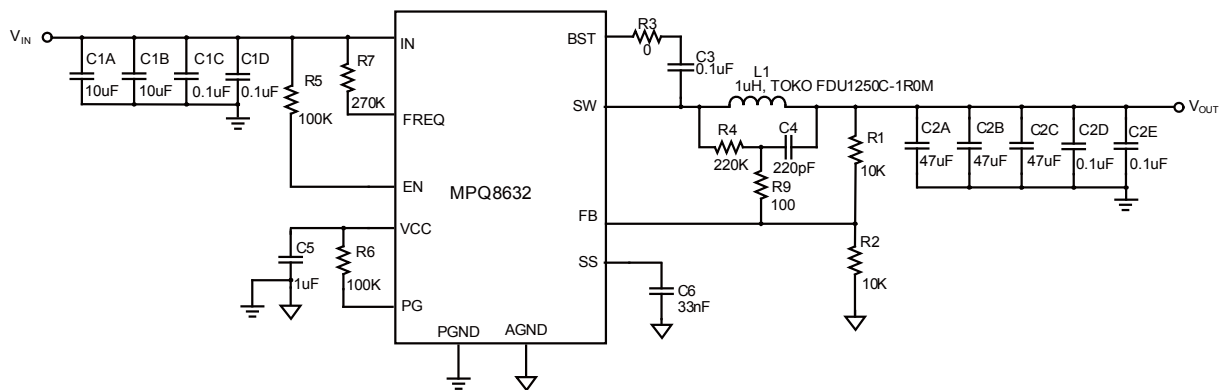 VIN
C1A
10uF
C1B
10uF
C1C
0.1uF
C1D
0.1uF
R5
100K
R7
270K
IN
FREQ
EN
VCC
PG
PGND
AGND
MPQ8632
BST
SW
FB
SS
C5
1uF
R6
100K
R3
0
C3
0.1uF
L1
1uH, TOKO FDU1250C-1R0M
R4
220K
C4
220pF
R9
100
R1
10K
R2
10K
C6
33nF
C2A
47uF
C2B
47uF
C2C
47uF
C2D
0.1uF
C2E
0.1uF
VOUT